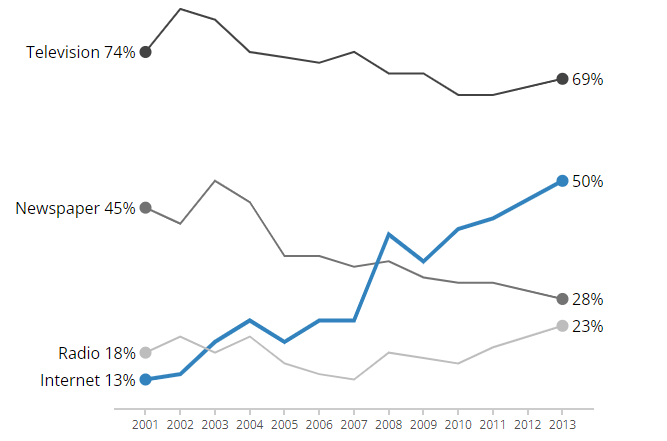 Television 74%
69%
50%
Newspaper 45%
28%
23%
Radio 18%
Internet 13%
2001 2002 2003 2004 2005 2006 2007 2008 2009 2010 2011 2012 2013